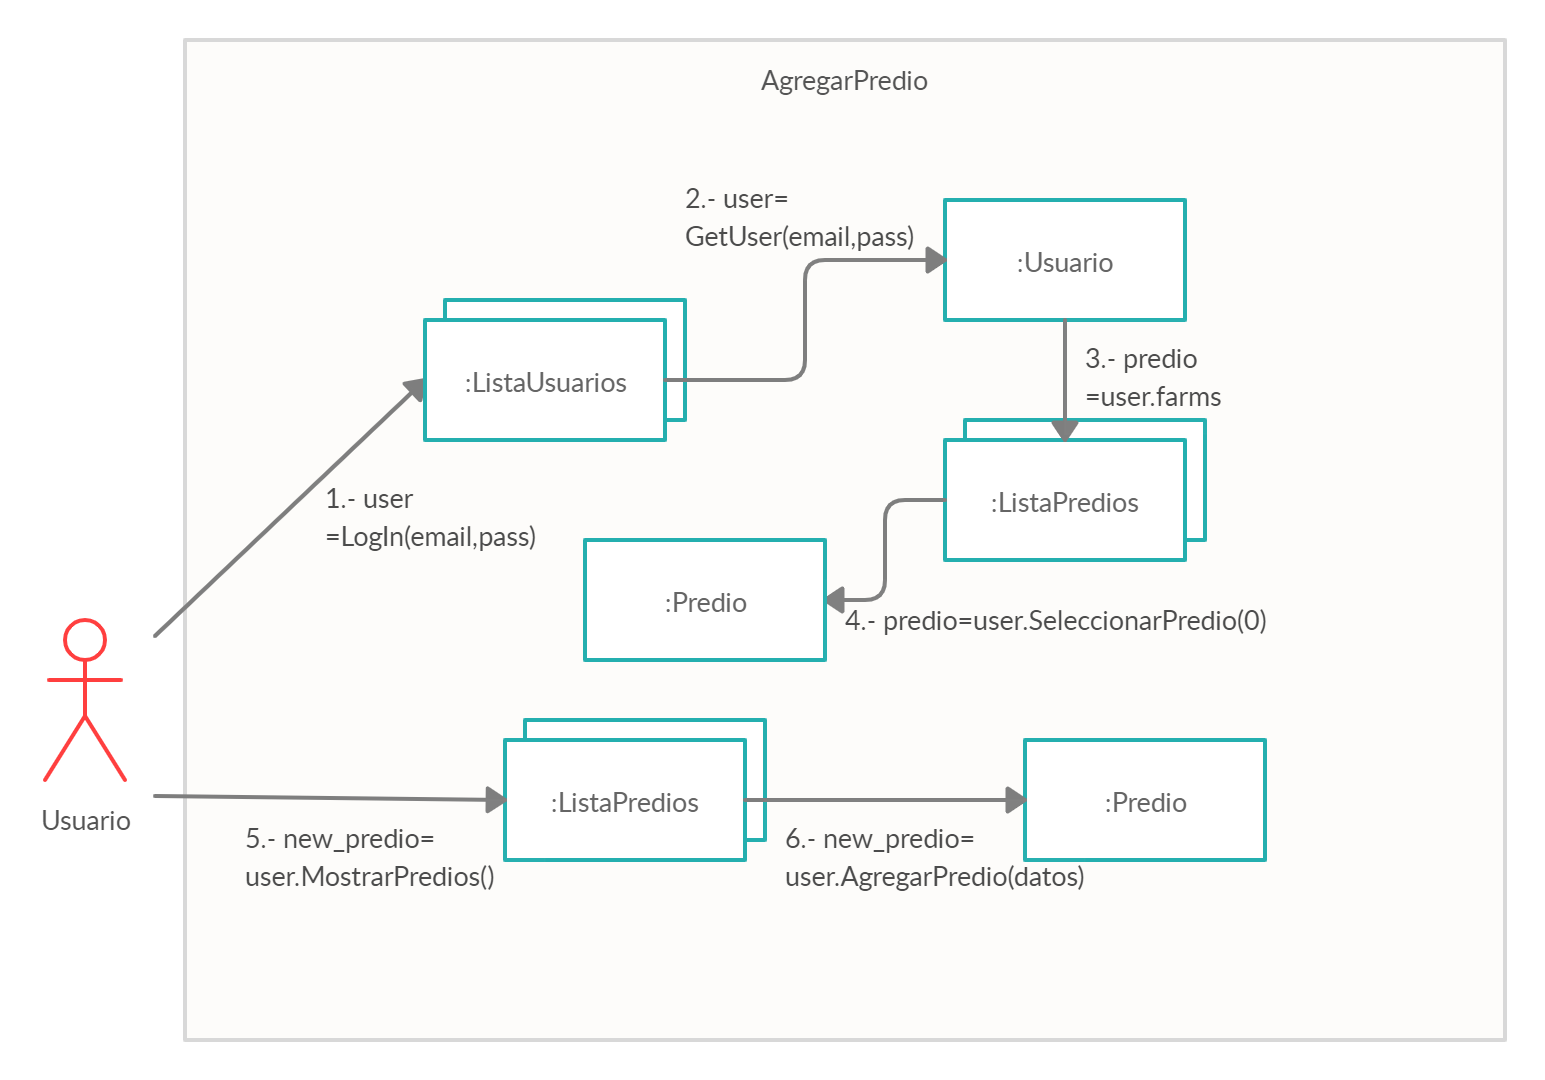 AgregarPredio
2.- user=
GetUser(email,pass)
:Usuario
:ListaUsuarios
3.- predio
=user.farms
1.- user
=LogIn(email,pass)
:ListaPredios
:Predio
4.- predio=user.SeleccionarPredio(0)
Usuario
:ListaPredios
:Predio
5.- new_predio=
user.MostrarPredios()
6.- new_predio=
user.AgregarPredio(datos)